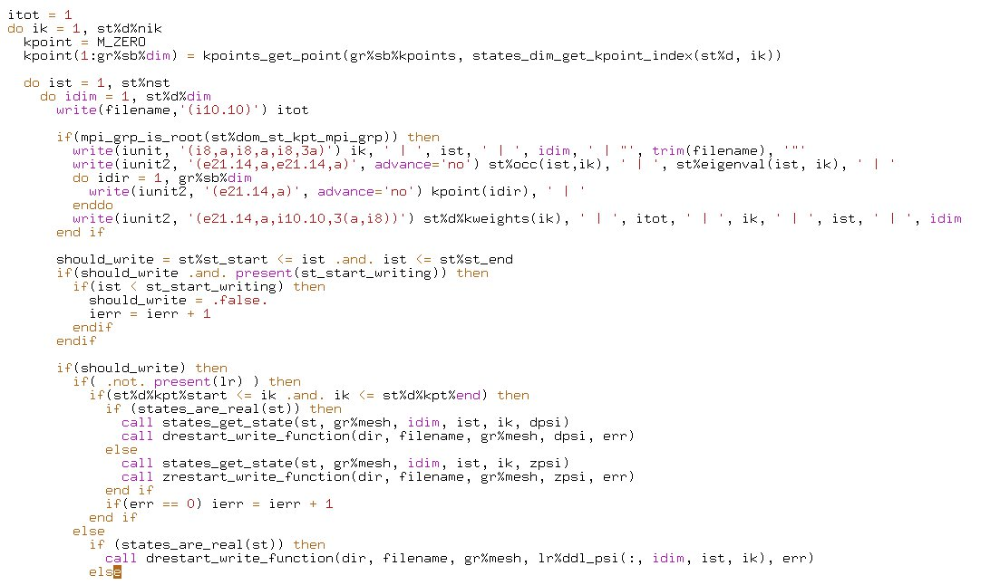 itot = 1
do ik = 1, st%d%nik
  kpoint = M_ZERO
  kpoint(1:gr%sb%dim) = kpoints_get_point(gr%sb%kpoints, states_dim_get_kpoint_index(st%d, ik))

  do ist = 1, st%nst
    do idim = 1, st%d%dim
      write(filename,'(i10.10)') itot

      if(mpi_grp_is_root(st%dom_st_kpt_mpi_grp)) then
        write(iunit, '(i8,a,i8,a,i8,3a)') ik, ' | ', ist, ' | ', idim, ' | "', trim(filename), '"'
        write(iunit2, '(e21.14,a,e21.14,a)', advance='no') st%occ(ist,ik), ' | ', st%eigenval(ist, ik), ' | '
        do idir = 1, gr%sb%dim
          write(iunit2, '(e21.14,a)', advance='no') kpoint(idir), ' | '
        enddo
        write(iunit2, '(e21.14,a,i10.10,3(a,i8))') st%d%kweights(ik), ' | ', itot, ' | ', ik, ' | ', ist, ' | ', idim
      end if

      should_write = st%st_start <= ist .and. ist <= st%st_end
      if(should_write .and. present(st_start_writing)) then
        if(ist < st_start_writing) then
          should_write = .false.
          ierr = ierr + 1
        endif
      endif

      if(should_write) then
        if( .not. present(lr) ) then
          if(st%d%kpt%start <= ik .and. ik <= st%d%kpt%end) then
            if (states_are_real(st)) then
              call states_get_state(st, gr%mesh, idim, ist, ik, dpsi)
              call drestart_write_function(dir, filename, gr%mesh, dpsi, err)
            else
              call states_get_state(st, gr%mesh, idim, ist, ik, zpsi)
              call zrestart_write_function(dir, filename, gr%mesh, zpsi, err)
            end if
            if(err == 0) ierr = ierr + 1
          end if
        else
          if (states_are_real(st)) then
            call drestart_write_function(dir, filename, gr%mesh, lr%ddl_psi(:, idim, ist, ik), err)
          else